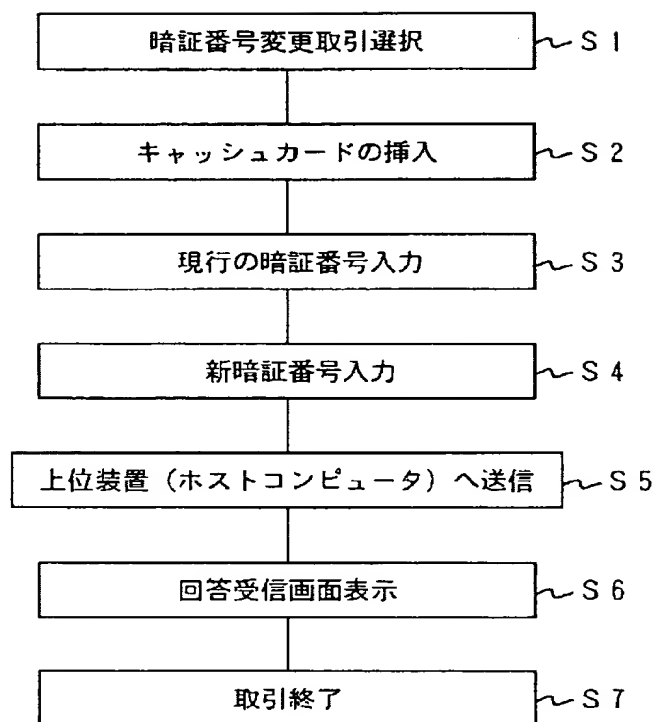 暗証番号変更取引選択 S1
キャッシュカードの挿入 S2
現行の暗証番号入力 S3
新暗証番号入力 S4
上位装置(ホストコンピュータ)へ送信 S5
回答受信画面表示 S6
取引終了 S7